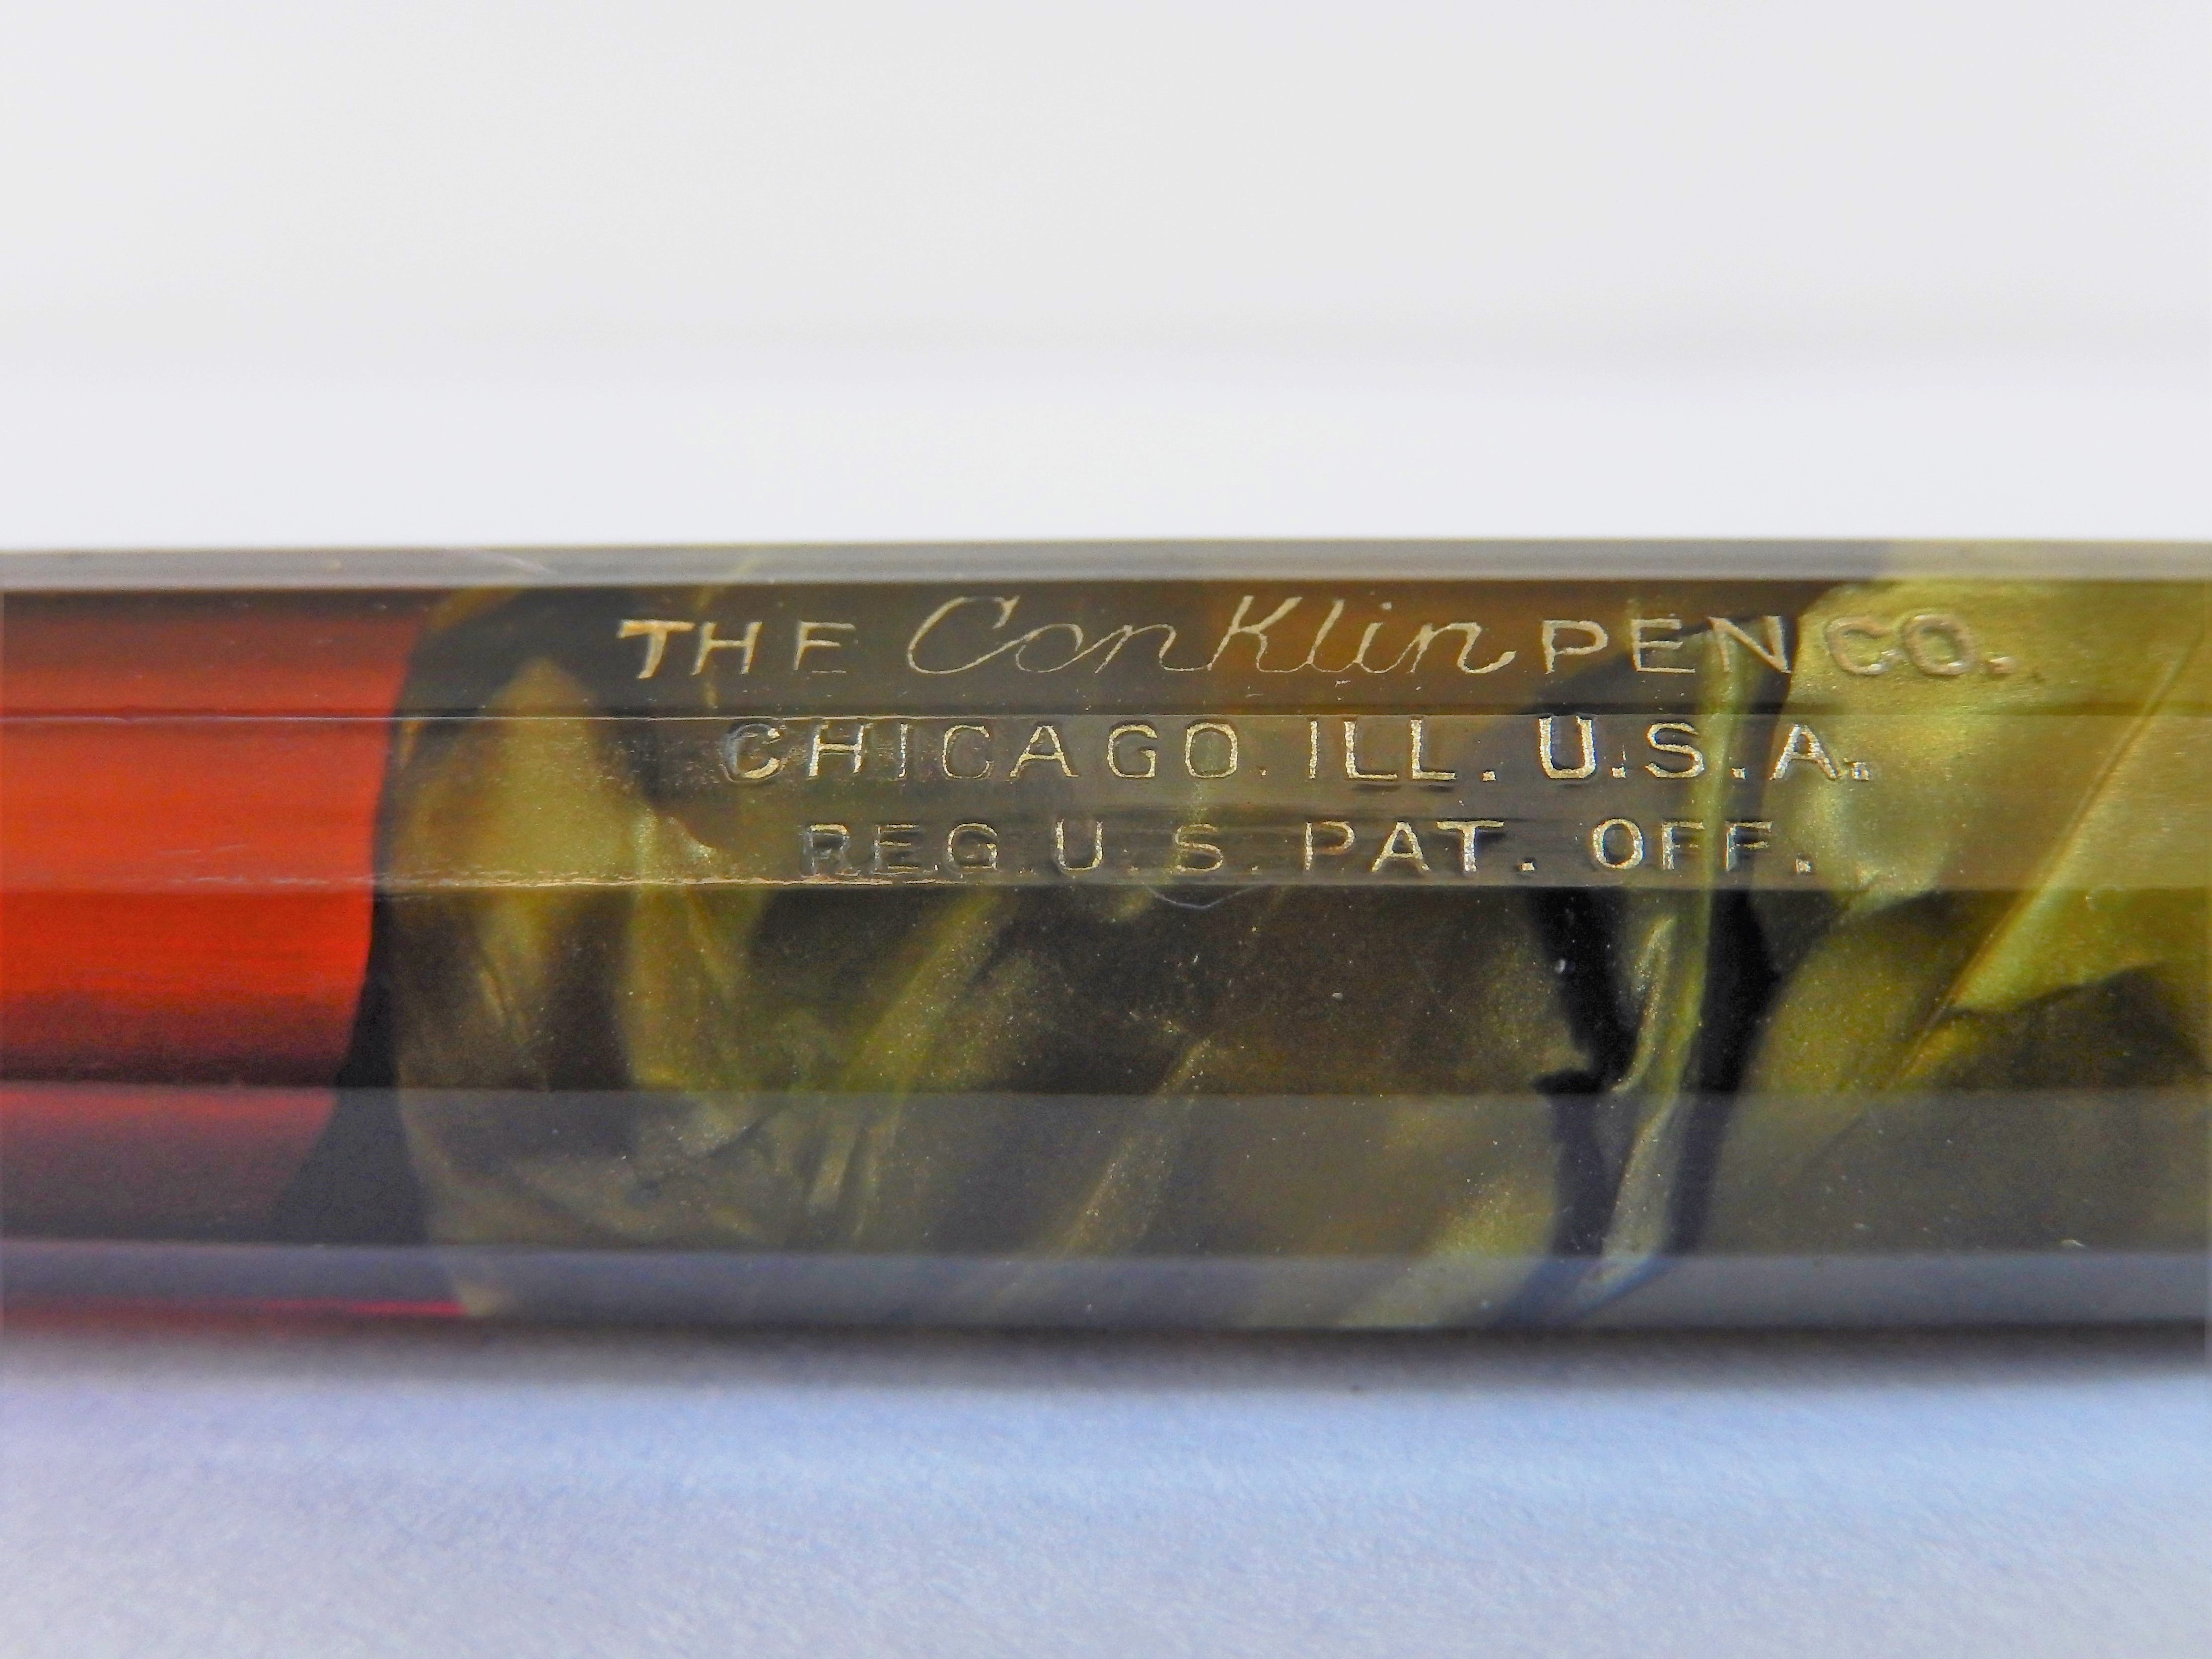 THE ConKlin PEN CO.
CHICAGO. ILL. U.S.A.
REG. U.S. PAT. OFF.